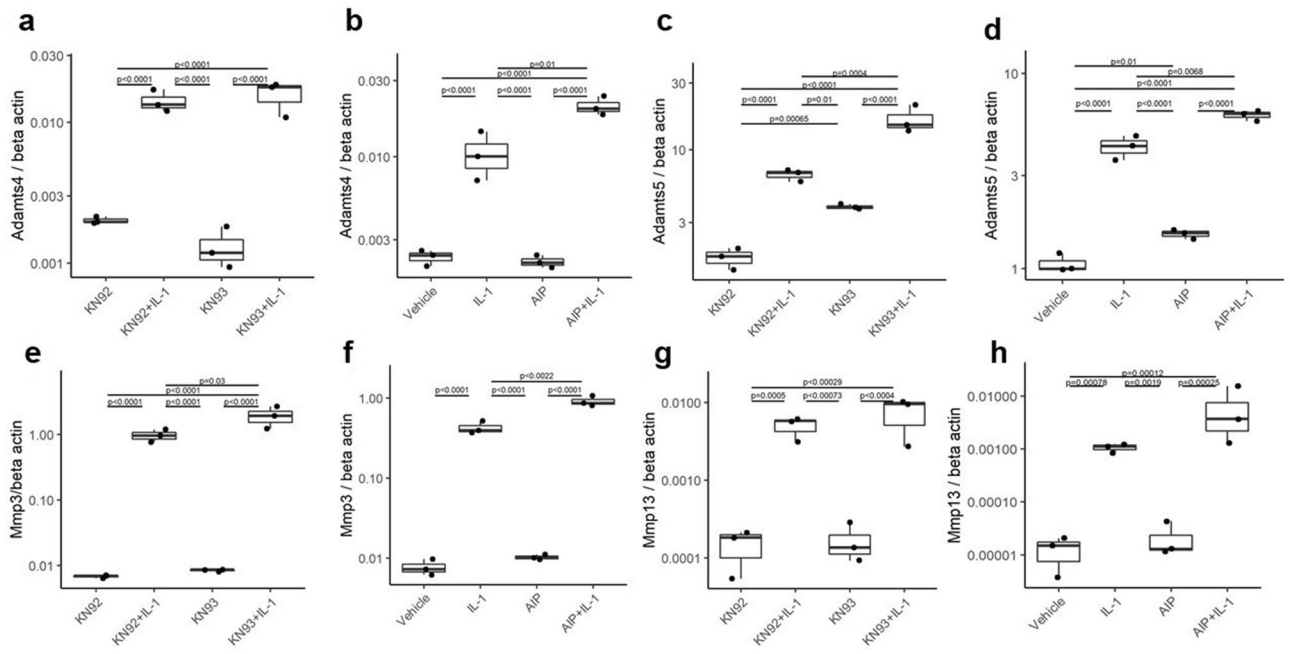 a
Adamts4 / beta actin
0.030
0.010
0.003
0.001
p<0.0001
p<0.0001 p<0.0001 p<0.0001
KN92 KN92+IL-1 KN93 KN93+IL-1
b
Adamts4 / beta actin
0.030
0.010
0.003
p=0.01
p<0.0001
p<0.0001 p<0.0001 p<0.0001
Vehicle IL-1 AIP AIP+IL-1
c
Adamts5 / beta actin
30
10
3
p=0.0004
p<0.0001
p<0.0001 p=0.01 p<0.0001
p=0.00065
KN92 KN92+IL-1 KN93 KN93+IL-1
d
Adamts5 / beta actin
10
3
1
p=0.01
p=0.0068
p<0.0001
p<0.0001 p<0.0001 p<0.0001
Vehicle IL-1 AIP AIP+IL-1
e
Mmp3/beta actin
1.00
0.10
0.01
p=0.03
p<0.0001
p<0.0001 p<0.0001 p<0.0001
KN92 KN92+IL-1 KN93 KN93+IL-1
f
Mmp3 / beta actin
1.00
0.10
0.01
p<0.0022
p<0.0001 p<0.0001 p<0.0001
Vehicle IL-1 AIP AIP+IL-1
g
Mmp13 / beta actin
0.0100
0.0010
0.0001
p<0.00029
p=0.0005 p<0.00073 p<0.0004
KN92 KN92+IL-1 KN93 KN93+IL-1
h
Mmp13 / beta actin
0.01000
0.00100
0.00010
0.00001
p=0.00012
p=0.00078 p=0.0019 p=0.00025
Vehicle IL-1 AIP AIP+IL-1